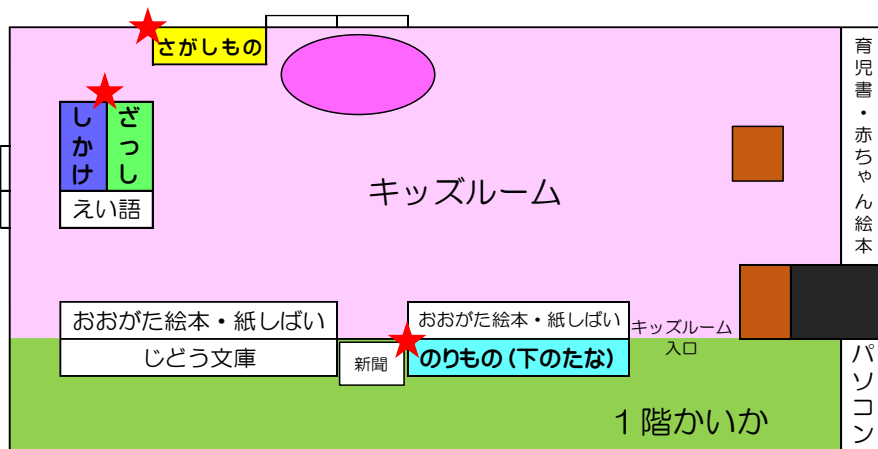 さがしもの
しかけ
ざっし
えい語
キッズルーム
育児書・赤ちゃん絵本
おおがた絵本・紙しばい
じどう文庫
新聞
おおがた絵本・紙しばい
のりもの(下のたな)
キッズルーム
入口
パソコン
1階かいか